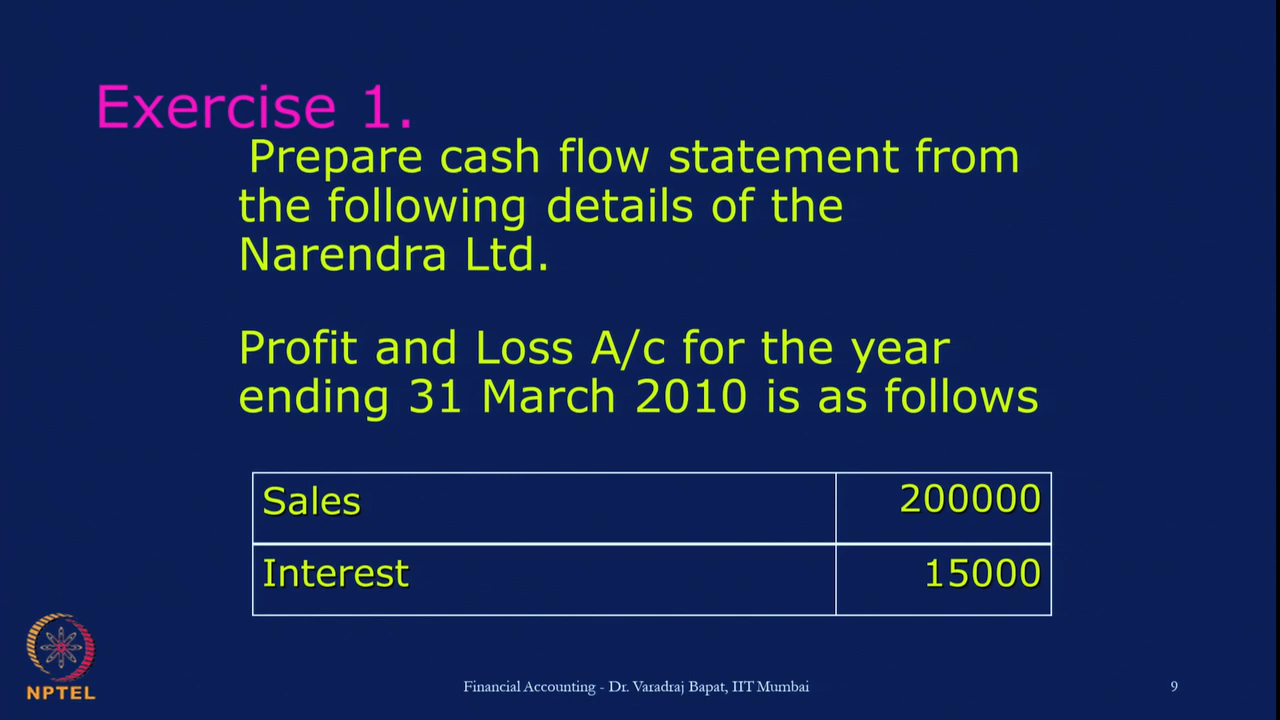 Exercise 1.
Prepare cash flow statement from
the following details of the
Narendra Ltd.
Profit and Loss A/c for the year
ending 31 March 2010 is as follows
Sales 200000
Interest 15000
NPTEL
Financial Accounting - Dr. Varadraj Bapat, IIT Mumbai 9